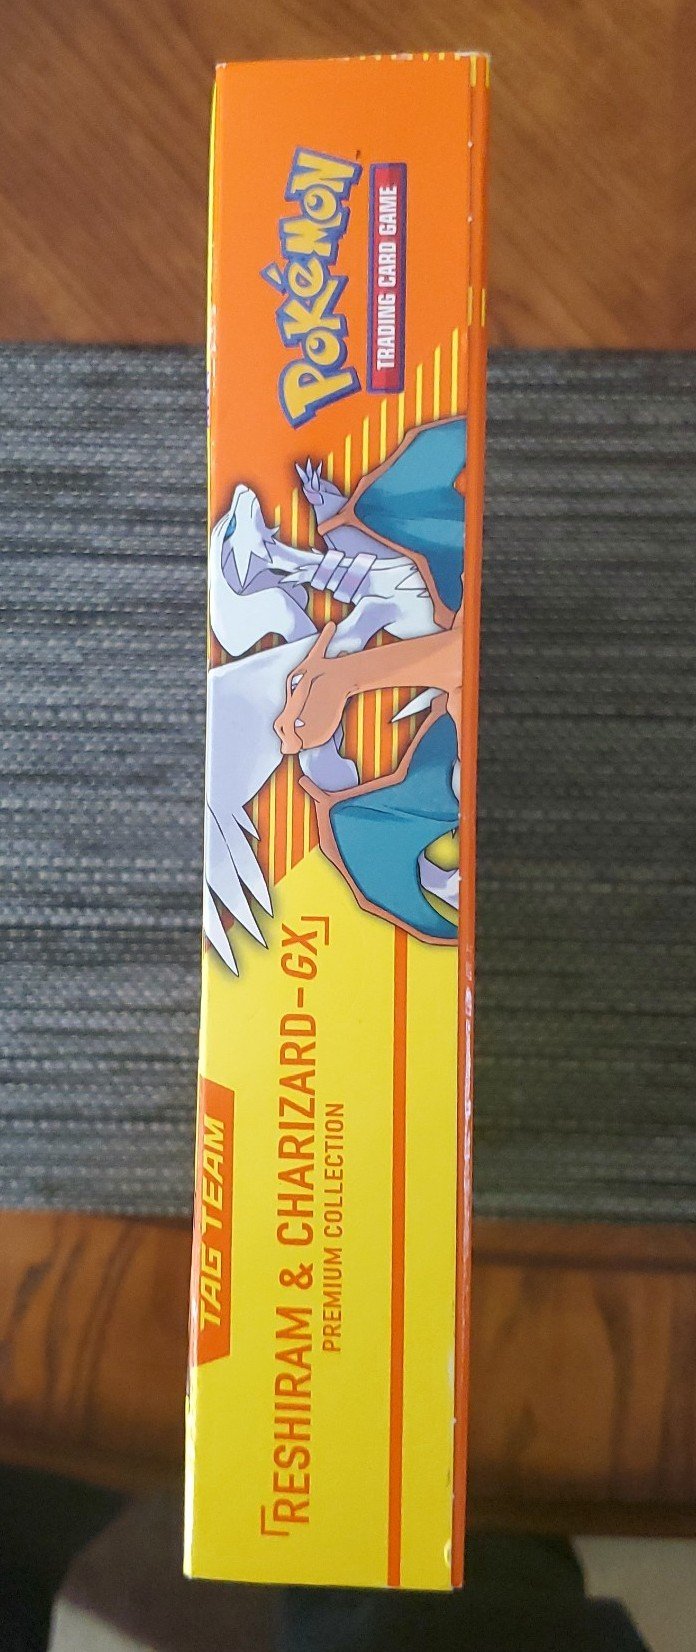 Pokémon
TRADING CARD GAME
TAG TEAM
「RESHIRAM & CHARIZARD-GX」
PREMIUM COLLECTION